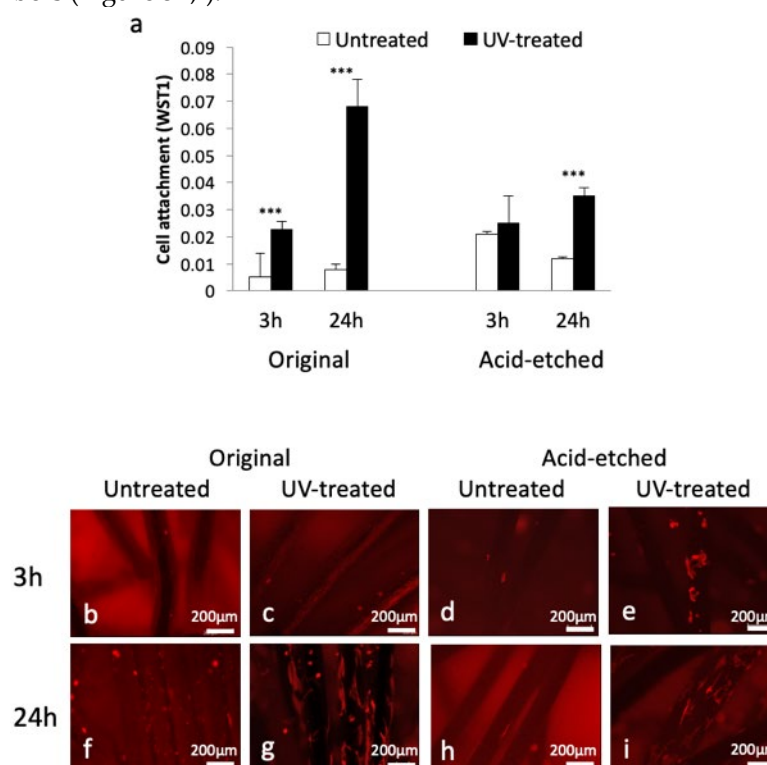 a
Untreated UV-treated
Cell attachment (WST1)
0.09
0.08
0.07
0.06
0.05
0.04
0.03
0.02
0.01
0
***
***
***
3h 24h 3h 24h
Original Acid-etched
Original Acid-etched
Untreated UV-treated Untreated UV-treated
3h
b 200µm c 200µm d 200µm e 200µm
24h
f 200µm g 200µm h 200µm i 200µm